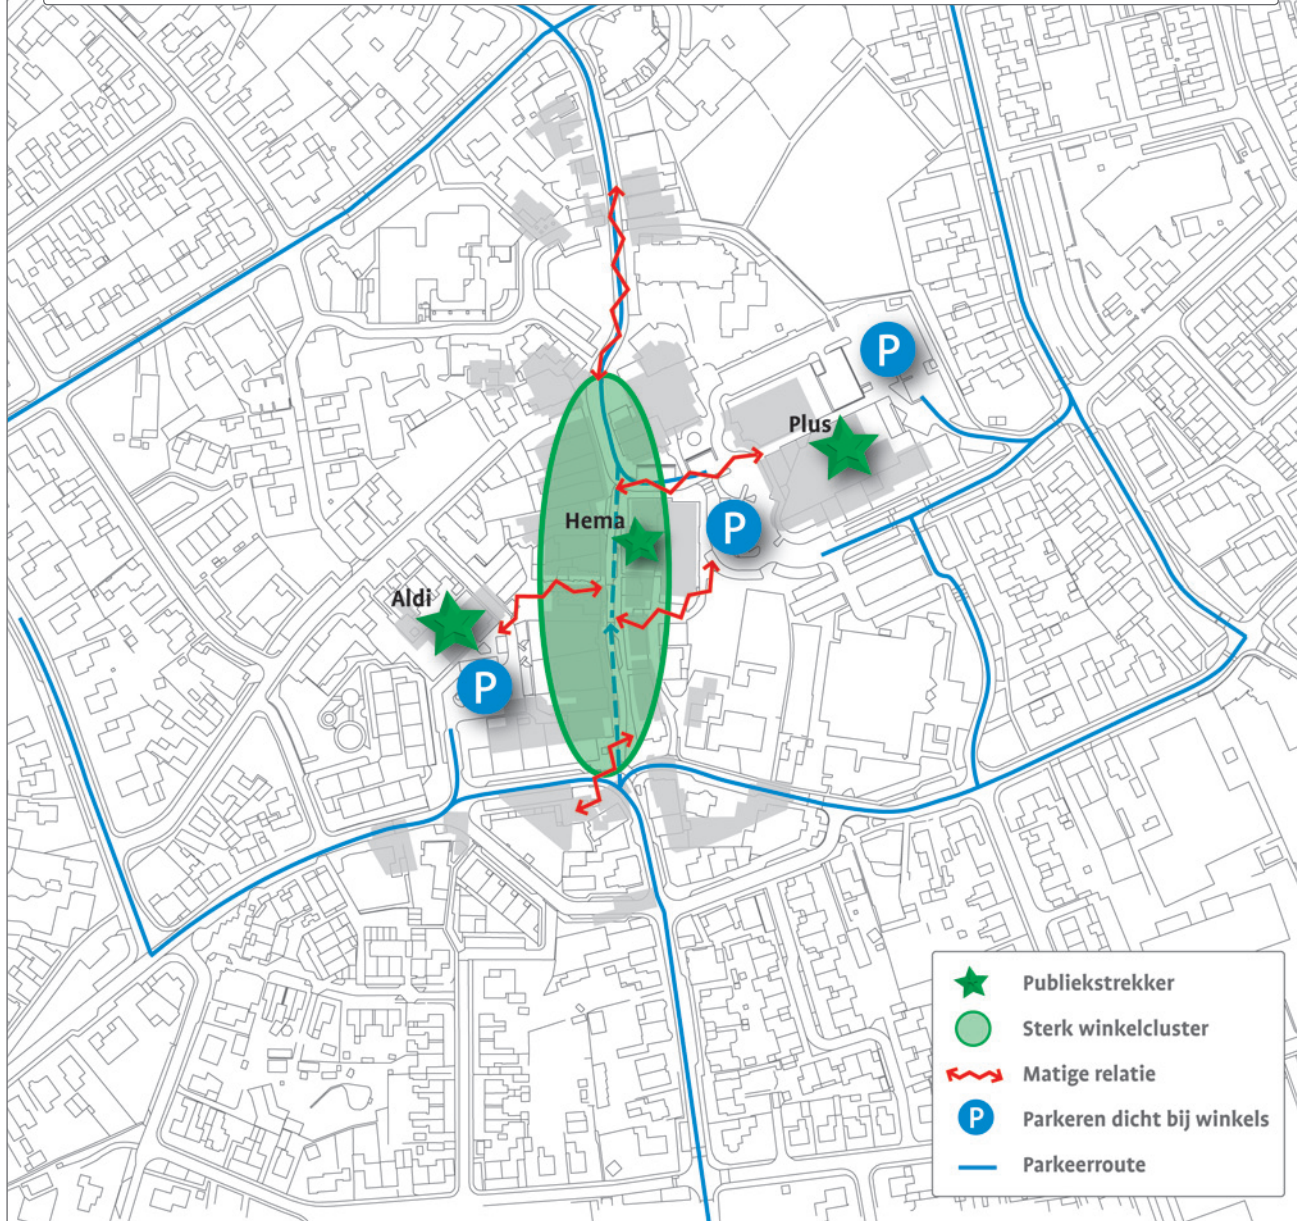 P
Plus
P
Hema
Aldi
P
Publiekstrekker
Sterk winkelcluster
Matige relatie
P Parkeren dicht bij winkels
Parkeerroute